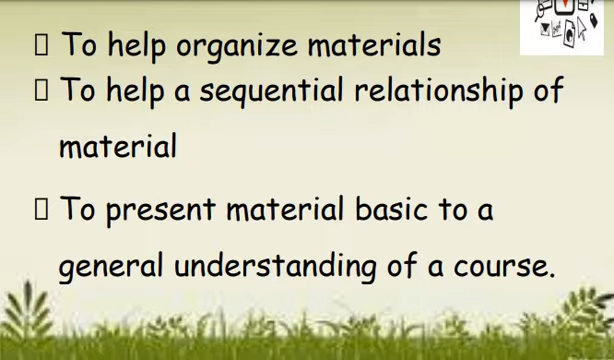 ▯ To help organize materials
▯ To help a sequential relationship of
material
▯ To present material basic to a
general understanding of a course.